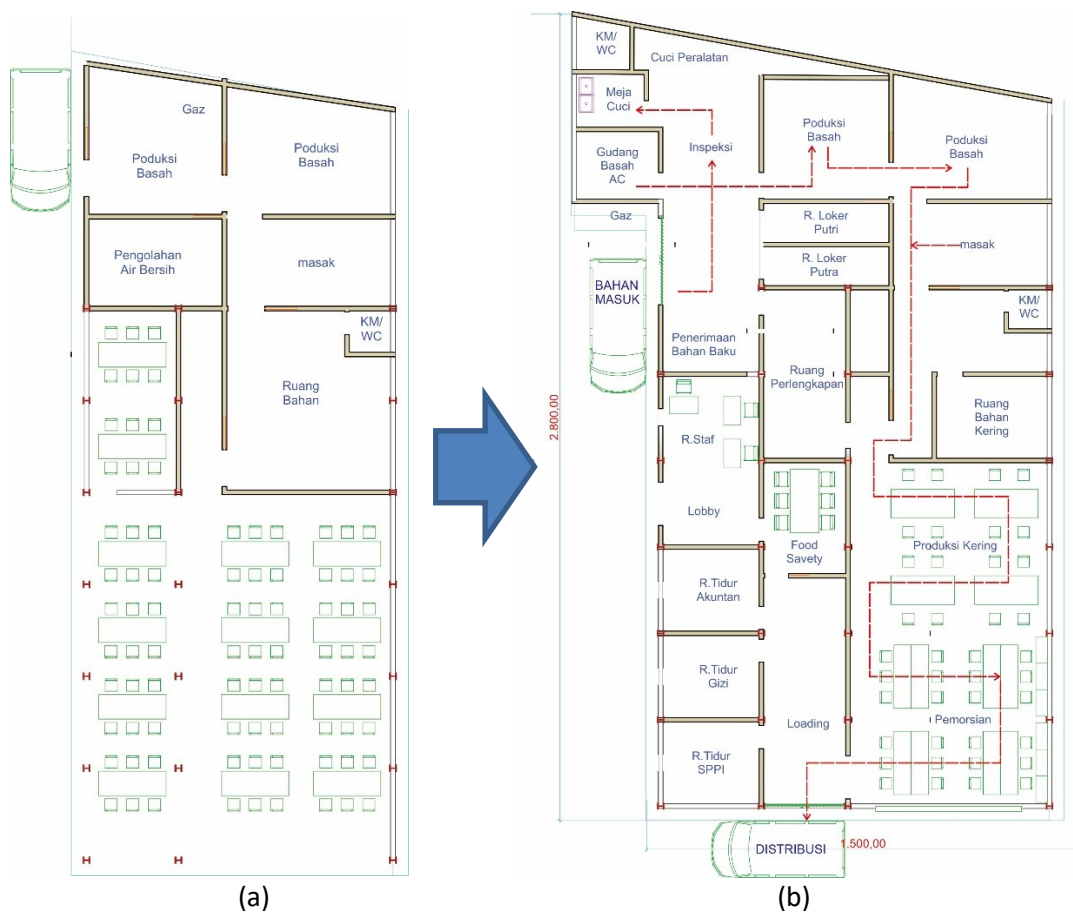 Gaz
Poduksi
Basah
Poduksi
Basah
Pengolahan
Air Bersih
masak
KM/
WC
Ruang
Bahan
(a)
KM/
WC
Cuci Peralatan
Meja
Cuci
Gudang
Basah
AC
Inspeksi
Poduksi
Basah
Poduksi
Basah
Gaz
R. Loker
Putri
R. Loker
Putra
masak
BAHAN
MASUK
KM/
WC
Penerimaan
Bahan Baku
Ruang
Perlengkapan
Ruang
Bahan
Kering
2.800,00
R.Staf
Lobby
Food
Savety
Produksi Kering
R.Tidur
Akuntan
R.Tidur
Gizi
Loading
Pemorsian
R.Tidur
SPPI
DISTRIBUSI
1.500,00
(b)